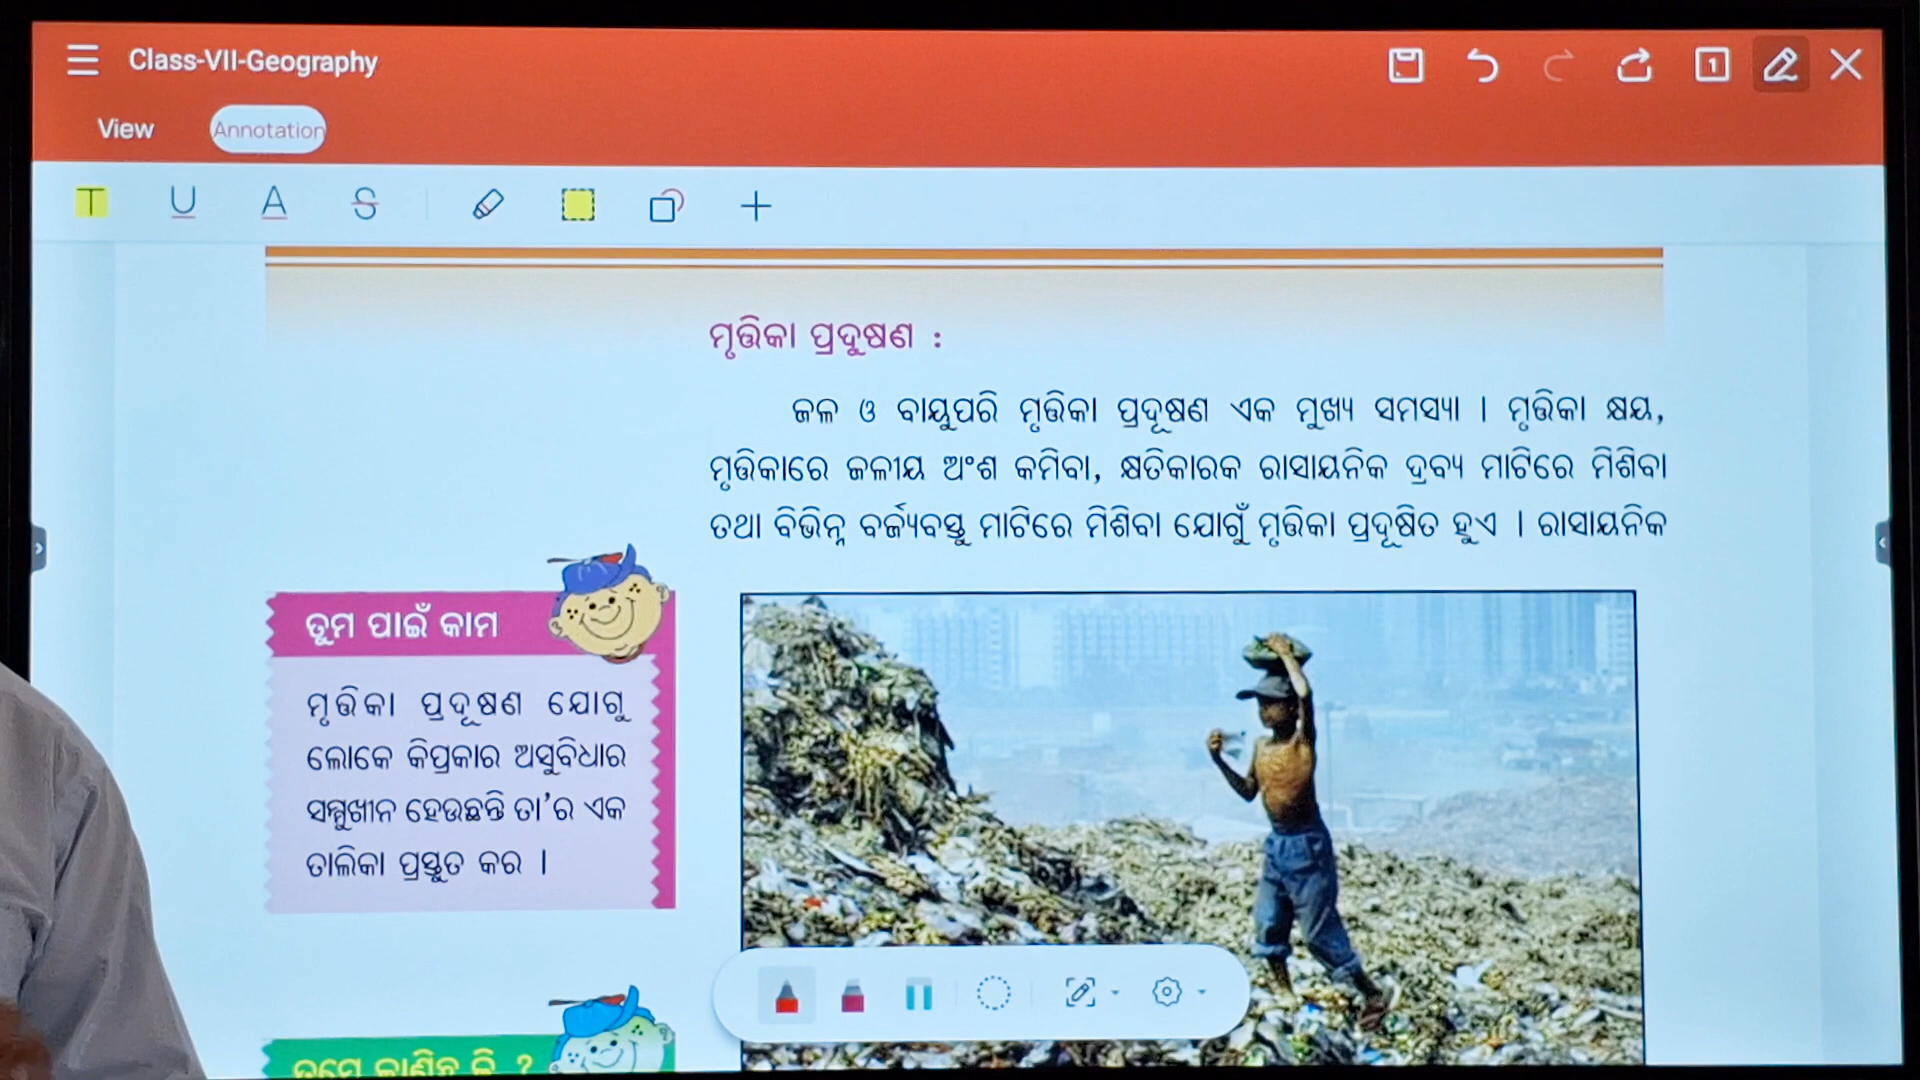 Class-VII-Geography
1
View
Annotation
T U A S
ମୃତ୍ତିକା ପ୍ରଦୁଷଣ :
ଜଳ ଓ ବାୟୁପରି ମୃତ୍ତିକା ପ୍ରଦୂଷଣ ଏକ ମୁଖ୍ୟ ସମସ୍ୟା । ମୃତ୍ତିକା କ୍ଷୟ,
ମୃତ୍ତିକାରେ ଜଳୀୟ ଅଂଶ କମିବା, କ୍ଷତିକାରକ ରାସାୟନିକ ଦ୍ରବ୍ୟ ମାଟିରେ ମିଶିବା
ତଥା ବିଭିନ୍ନ ବର୍ଜ୍ୟବସ୍ତୁ ମାଟିରେ ମିଶିବା ଯୋଗୁଁ ମୃତ୍ତିକା ପ୍ରଦୂଷିତ ହୁଏ । ରାସାୟନିକ
ତୁମ ପାଇଁ କାମ
ମୃତ୍ତିକା ପ୍ରଦୂଷଣ ଯୋଗୁ
ଲୋକେ କିପ୍ରକାର ଅସୁବିଧାର
ସମ୍ମୁଖୀନ ହେଉଛନ୍ତି ତା'ର ଏକ
ତାଲିକା ପ୍ରସ୍ତୁତ କର ।
ତୁମେ ଜାଣିଛ କି ?